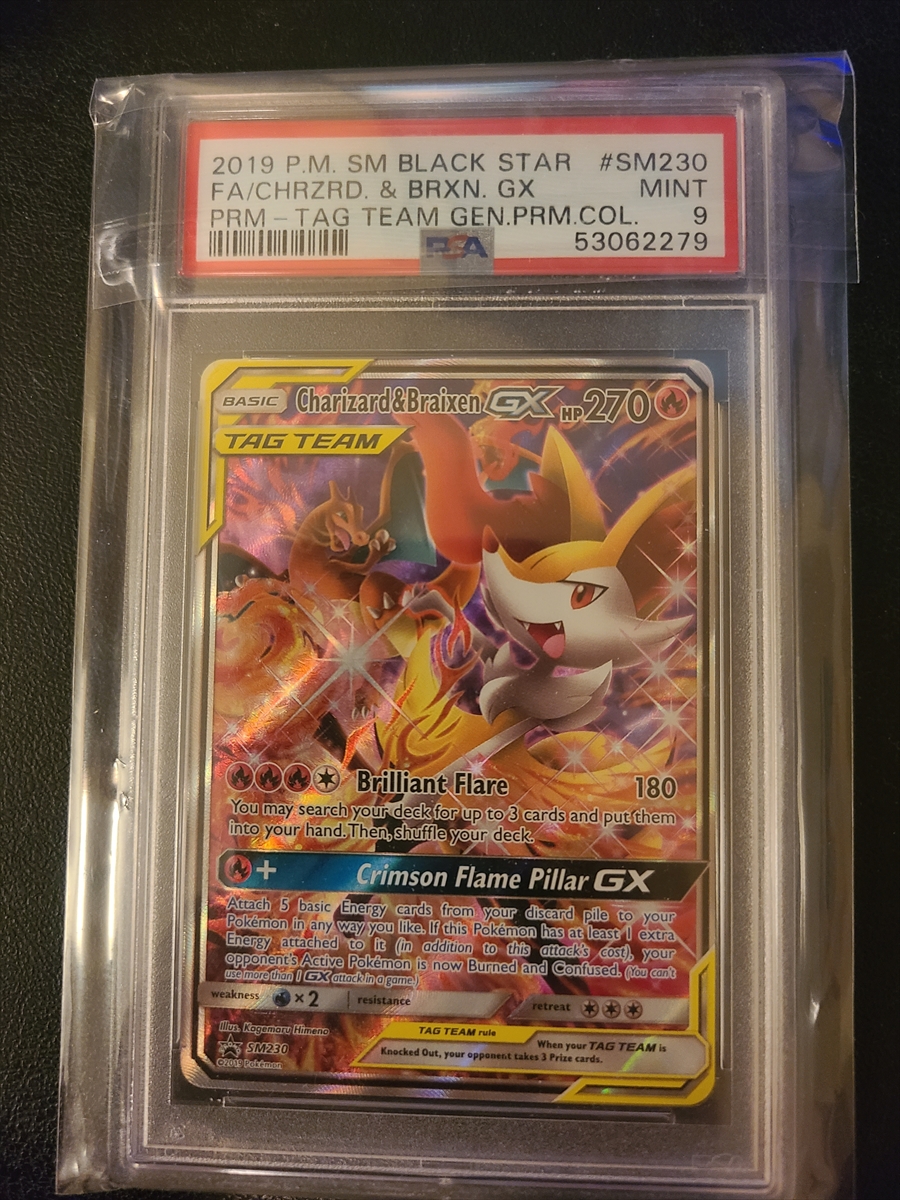 2019 P.M. SM BLACK STAR #SM230
FA/CHRZRD. & BRXN. GX MINT
PRM - TAG TEAM GEN.PRM.COL. 9
PSA 53062279
BASIC Charizard&Braixen GX HP270
TAG TEAM
Brilliant Flare 180
You may search your deck for up to 3 cards and put them
into your hand. Then, shuffle your deck.
+ Crimson Flame Pillar GX
Attach 5 basic Energy cards from your discard pile to your
Pokémon in any way you like. If this Pokémon has at least 1 extra
Energy attached to it (in addition to this attack's cost), your
opponent's Active Pokémon is now Burned and Confused. (You can't
use more than 1 GX attack in a game.)
weakness ×2 resistance retreat
Illus. Kagemaru Himeno
SM230
©2019 Pokémon
TAG TEAM rule
When your TAG TEAM is
Knocked Out, your opponent takes 3 Prize cards.